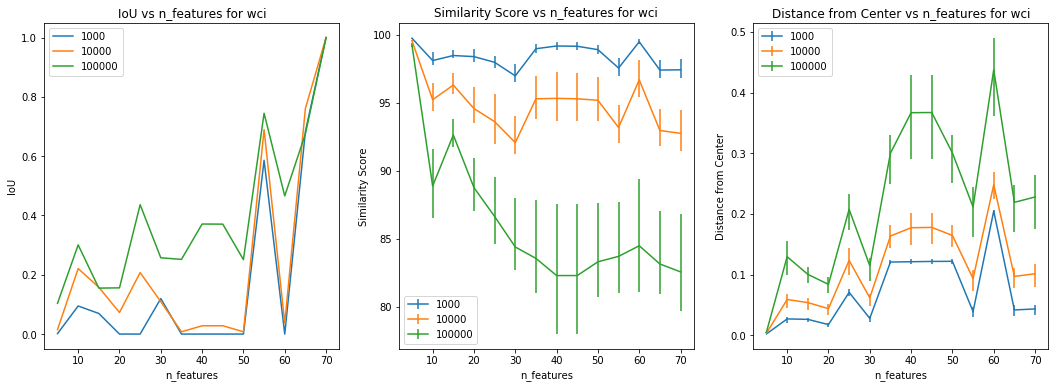 IoU vs n_features for wci
1.0
0.8
0.6
0.4
0.2
0.0
IoU
10 20 30 40 50 60 70
n_features
1000
10000
100000
Similarity Score vs n_features for wci
100
95
90
85
80
Similarity Score
10 20 30 40 50 60 70
n_features
1000
10000
100000
Distance from Center vs n_features for wci
0.5
0.4
0.3
0.2
0.1
0.0
Distance from Center
10 20 30 40 50 60 70
n_features
1000
10000
100000